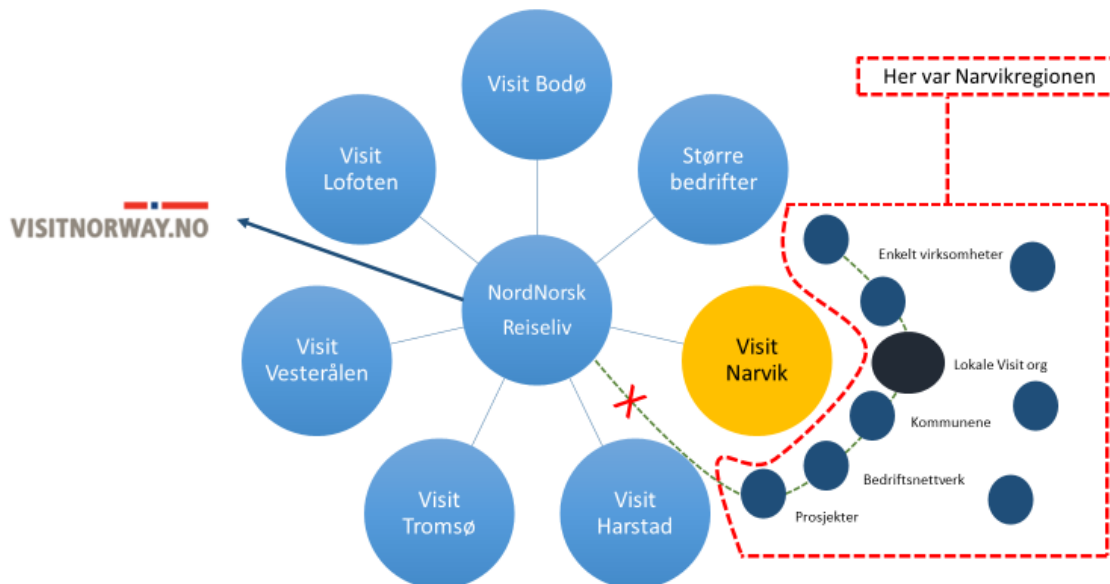 Visit Bodø
Her var Narvikregionen
Visit
Lofoten
Større
bedrifter
VISITNORWAY.NO
Enkelt virksomheter
NordNorsk
Reiseliv
Visit
Vesterålen
Visit
Narvik
Lokale Visit org
Kommunene
Bedriftsnettverk
Prosjekter
Visit
Tromsø
Visit
Harstad